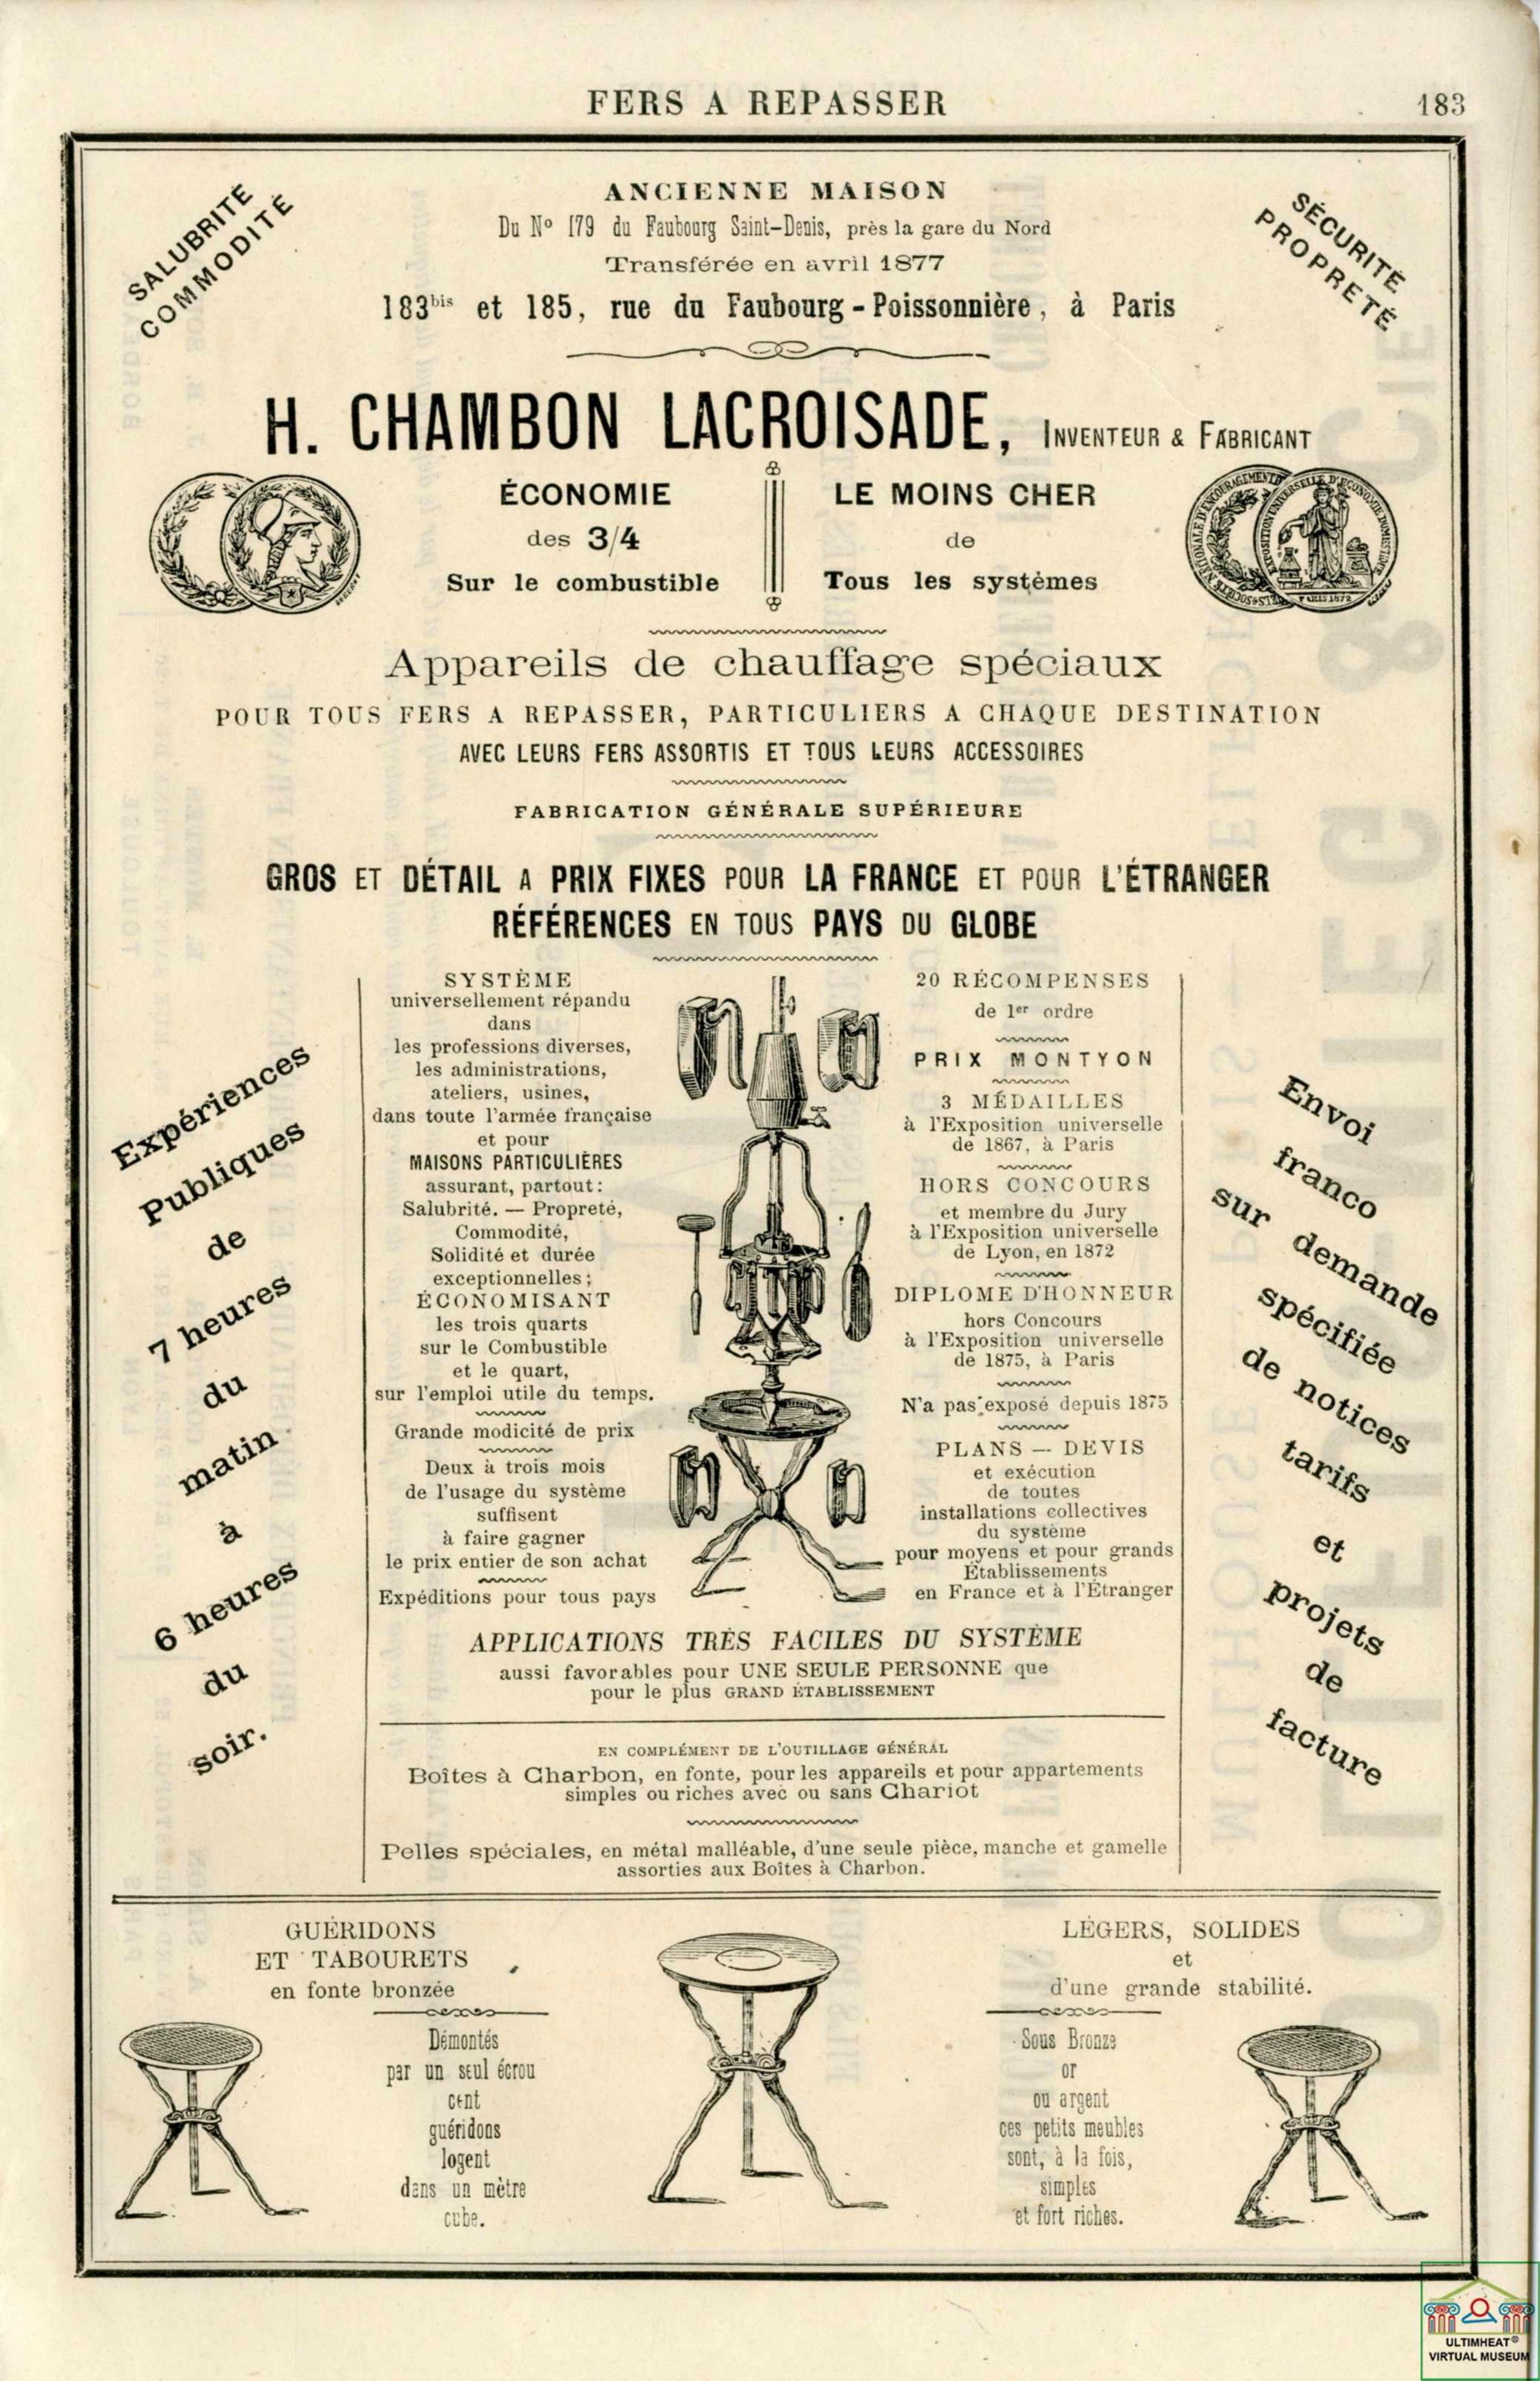 FERS A REPASSER
183
SALUBRITÉ
COMMODITÉ
SÉCURITÉ
PROPRETÉ
ANCIENNE MAISON
Du N° 179 du Faubourg Saint-Denis, près la gare du Nord
Transférée en avril 1877
183bis et 185, rue du Faubourg-Poissonnière, à Paris
H. CHAMBON LACROISADE, INVENTEUR & FABRICANT
ÉCONOMIE
des 3/4
Sur le combustible
LE MOINS CHER
de
Tous les systèmes
Appareils de chauffage spéciaux
POUR TOUS FERS A REPASSER, PARTICULIERS A CHAQUE DESTINATION
AVEC LEURS FERS ASSORTIS ET TOUS LEURS ACCESSOIRES
FABRICATION GÉNÉRALE SUPÉRIEURE
GROS ET DÉTAIL A PRIX FIXES POUR LA FRANCE ET POUR L'ÉTRANGER
RÉFÉRENCES EN TOUS PAYS DU GLOBE
Expériences
Publiques
de
7 heures
du
matin
à
6 heures
du
soir.
SYSTÈME
universellement répandu
dans
les professions diverses,
les administrations,
ateliers, usines,
dans toute l'armée française
et pour
MAISONS PARTICULIÈRES
assurant, partout:
Salubrité. — Propreté,
Commodité,
Solidité et durée
exceptionnelles;
ÉCONOMISANT
les trois quarts
sur le Combustible
et le quart,
sur l'emploi utile du temps.
Grande modicité de prix
Deux à trois mois
de l'usage du système
suffisent
à faire gagner
le prix entier de son achat
Expéditions pour tous pays
20 RÉCOMPENSES
de 1er ordre
PRIX MONTYON
3 MÉDAILLES
à l'Exposition universelle
de 1867, à Paris
HORS CONCOURS
et membre du Jury
à l'Exposition universelle
de Lyon, en 1872
DIPLOME D'HONNEUR
hors Concours
à l'Exposition universelle
de 1875, à Paris
N'a pas exposé depuis 1875
PLANS — DEVIS
et exécution
de toutes
installations collectives
du système
pour moyens et pour grands
Établissements
en France et à l'Étranger
Envoi
franco
sur demande
spécifiée
de notices
tarifs
et
projets
de
facture
APPLICATIONS TRÈS FACILES DU SYSTÈME
aussi favorables pour UNE SEULE PERSONNE que
pour le plus GRAND ÉTABLISSEMENT
EN COMPLÉMENT DE L'OUTILLAGE GÉNÉRAL
Boîtes à Charbon, en fonte, pour les appareils et pour appartements
simples ou riches avec ou sans Chariot
Pelles spéciales, en métal malléable, d'une seule pièce, manche et gamelle
assorties aux Boîtes à Charbon.
GUÉRIDONS
ET TABOURETS
en fonte bronzée
Démontés
par un seul écrou
cent
guéridons
logent
dans un mètre
cube.
LÉGERS, SOLIDES
et
d'une grande stabilité.
Sous Bronze
or
ou argent
ces petits meubles
sont, à la fois,
simples
et fort riches.
ULTIMHEAT®
VIRTUAL MUSEUM